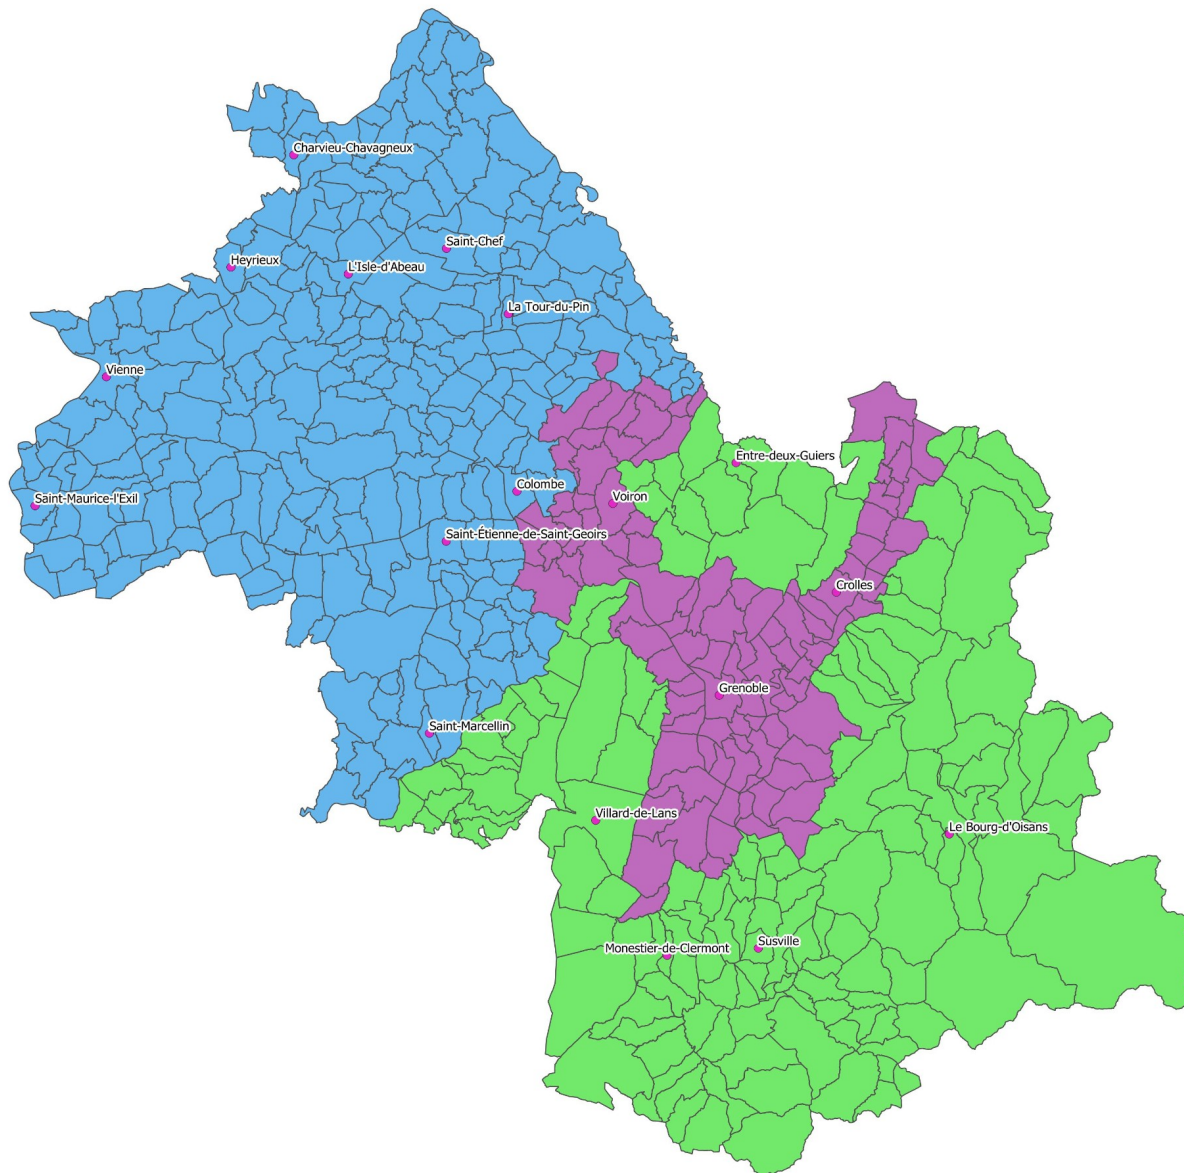 Charvieu-Chavagneux
Saint-Chef
Heyrieux
L'Isle-d'Abeau
La Tour-du-Pin
Vienne
Entre-deux-Guiers
Colombe
Saint-Maurice-l'Exil
Voiron
Saint-Étienne-de-Saint-Geoirs
Crolles
Grenoble
Saint-Marcellin
Villard-de-Lans
Le Bourg-d'Oisans
Susville
Monestier-de-Clermont